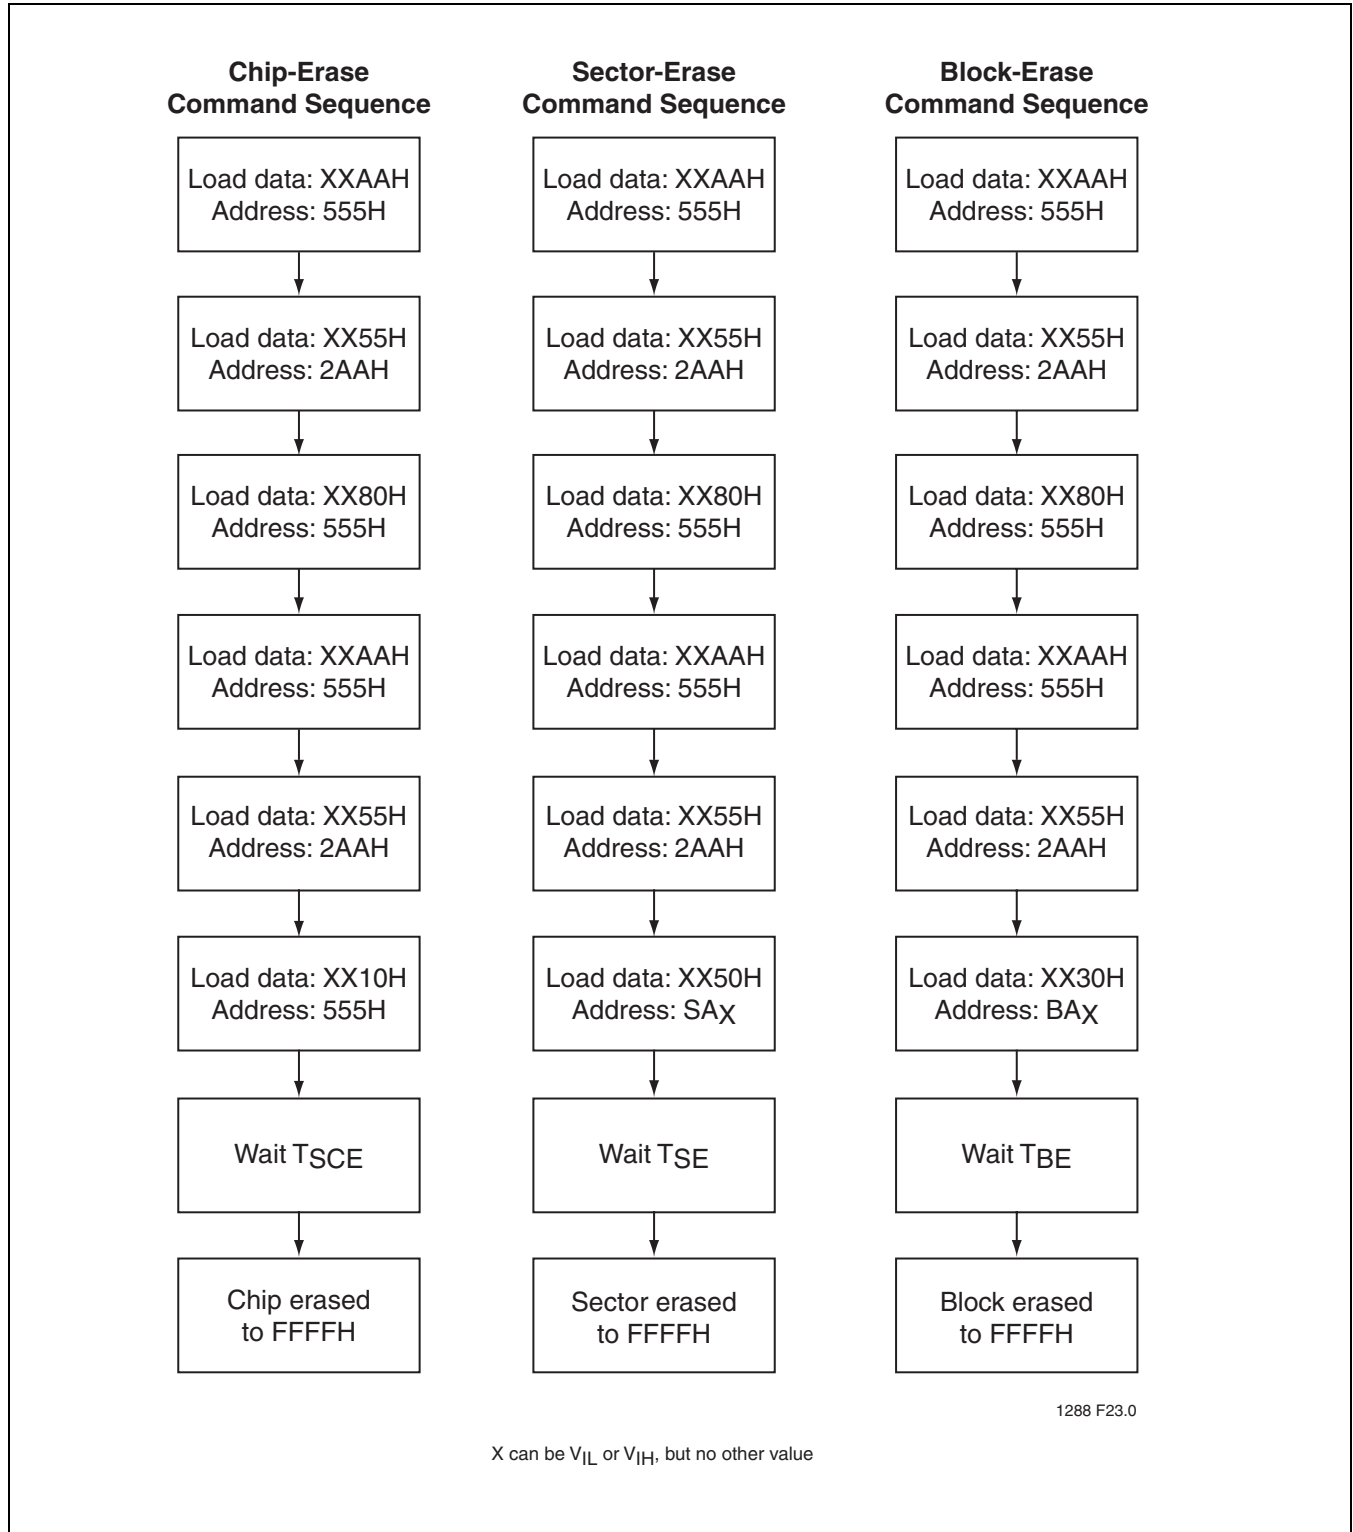 Chip-Erase
Command Sequence
Load data: XXAAH
Address: 555H
Load data: XX55H
Address: 2AAH
Load data: XX80H
Address: 555H
Load data: XXAAH
Address: 555H
Load data: XX55H
Address: 2AAH
Load data: XX10H
Address: 555H
Wait TSCE
Chip erased
to FFFFH
Sector-Erase
Command Sequence
Load data: XXAAH
Address: 555H
Load data: XX55H
Address: 2AAH
Load data: XX80H
Address: 555H
Load data: XXAAH
Address: 555H
Load data: XX55H
Address: 2AAH
Load data: XX50H
Address: SAX
Wait TSE
Sector erased
to FFFFH
Block-Erase
Command Sequence
Load data: XXAAH
Address: 555H
Load data: XX55H
Address: 2AAH
Load data: XX80H
Address: 555H
Load data: XXAAH
Address: 555H
Load data: XX55H
Address: 2AAH
Load data: XX30H
Address: BAX
Wait TBE
Block erased
to FFFFH
1288 F23.0
X can be VIL or VIH, but no other value